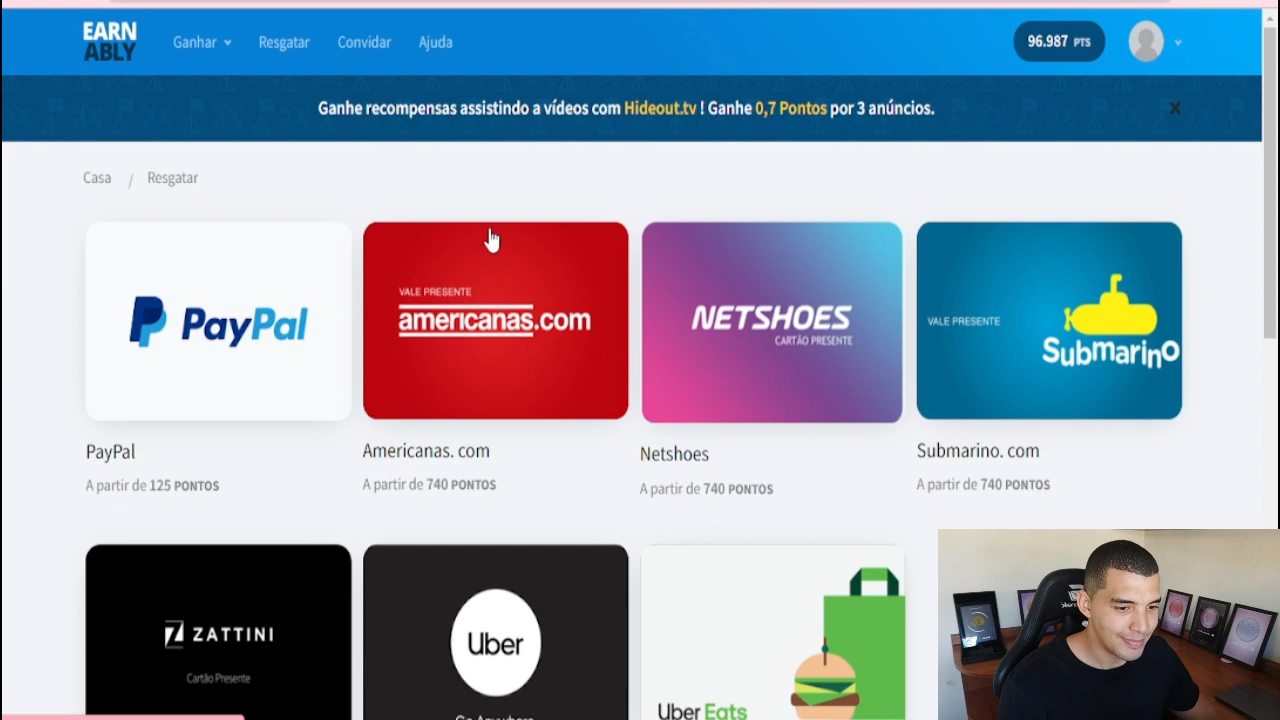 EARN
ABLY
Ganhar
Resgatar
Convidar
Ajuda
96.987 PTS
Ganhe recompensas assistindo a vídeos com Hideout.tv ! Ganhe 0,7 Pontos por 3 anúncios.
Casa / Resgatar
PayPal
VALE PRESENTE
americanas.com
NETSHOES
CARTÃO PRESENTE
VALE PRESENTE
Submarino
PayPal
A partir de 125 PONTOS
Americanas. com
A partir de 740 PONTOS
Netshoes
A partir de 740 PONTOS
Submarino. com
A partir de 740 PONTOS
ZATTINI
Cartão Presente
Uber
Go Anywhere
Uber Eats